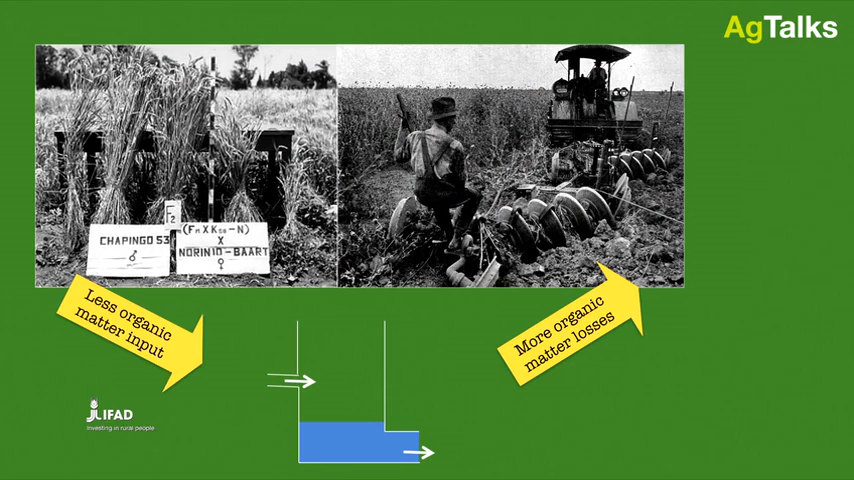 AgTalks
F2
CHAPINGO 53
♂
(Fn X K58-N)
X
NORIN10-BAART
♀
Less organic
matter input
More organic
matter losses
IFAD
Investing in rural people